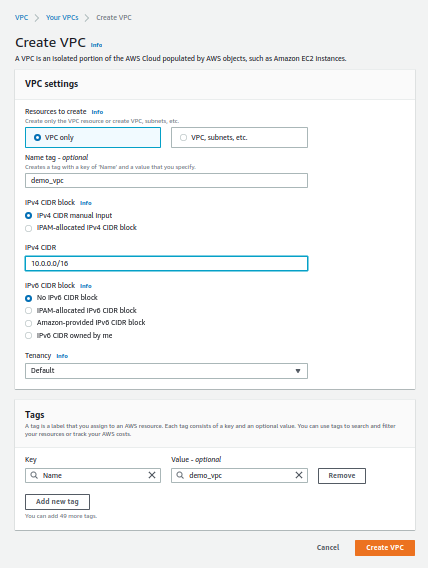 VPC > Your VPCs > Create VPC
Create VPC Info
A VPC is an isolated portion of the AWS Cloud populated by AWS objects, such as Amazon EC2 instances.
VPC settings
Resources to create Info
Create only the VPC resource or create VPC, subnets, etc.
VPC only
VPC, subnets, etc.
Name tag - optional
Creates a tag with a key of 'Name' and a value that you specify.
demo_vpc
IPv4 CIDR block Info
IPv4 CIDR manual input
IPAM-allocated IPv4 CIDR block
IPv4 CIDR
10.0.0.0/16
IPv6 CIDR block Info
No IPv6 CIDR block
IPAM-allocated IPv6 CIDR block
Amazon-provided IPv6 CIDR block
IPv6 CIDR owned by me
Tenancy Info
Default
Tags
A tag is a label that you assign to an AWS resource. Each tag consists of a key and an optional value. You can use tags to search and filter
your resources or track your AWS costs.
Key
Value - optional
Name
demo_vpc
Remove
Add new tag
You can add 49 more tags.
Cancel
Create VPC